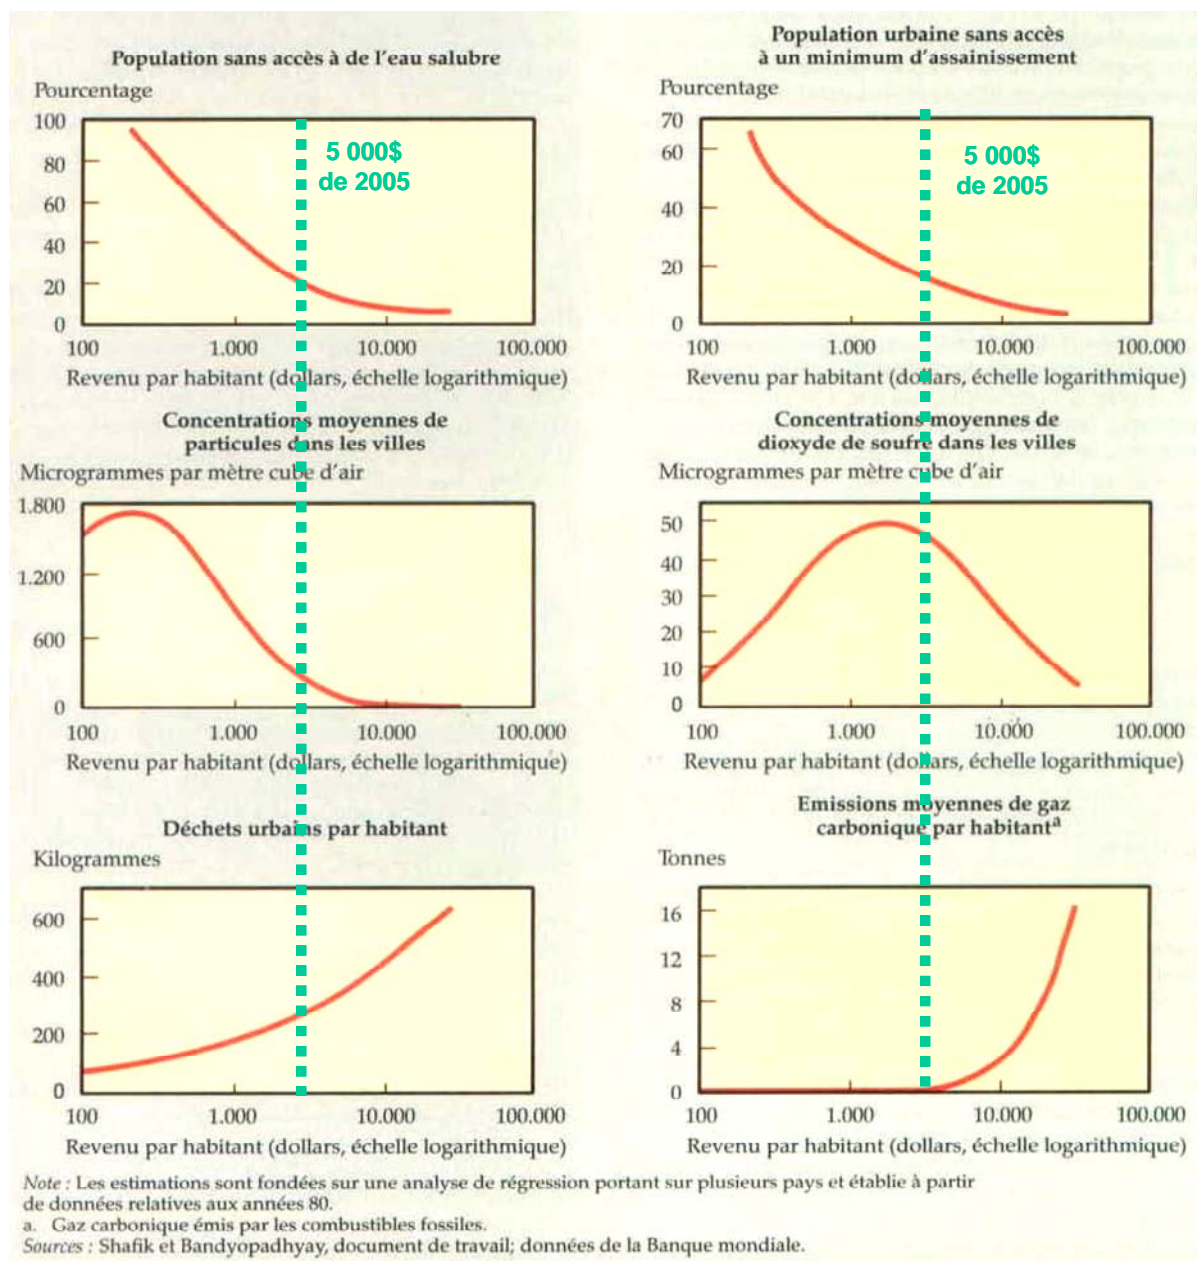 Population sans accès à de l'eau salubre
Pourcentage
100
80
60
40
20
0
5 000$
de 2005
100 1.000 10.000 100.000
Revenu par habitant (dollars, échelle logarithmique)
Population urbaine sans accès
à un minimum d'assainissement
Pourcentage
70
60
40
20
0
5 000$
de 2005
100 1.000 10.000 100.000
Revenu par habitant (dollars, échelle logarithmique)
Concentrations moyennes de
particules dans les villes
Microgrammes par mètre cube d'air
1.800
1.200
600
0
100 1.000 10.000 100.000
Revenu par habitant (dollars, échelle logarithmique)
Concentrations moyennes de
dioxyde de soufre dans les villes
Microgrammes par mètre cube d'air
50
40
30
20
10
0
100 1.000 10.000 100.000
Revenu par habitant (dollars, échelle logarithmique)
Déchets urbains par habitant
Kilogrammes
600
400
200
0
100 1.000 10.000 100.000
Revenu par habitant (dollars, échelle logarithmique)
Emissions moyennes de gaz
carbonique par habitantª
Tonnes
16
12
8
4
0
100 1.000 10.000 100.000
Revenu par habitant (dollars, échelle logarithmique)
Note : Les estimations sont fondées sur une analyse de régression portant sur plusieurs pays et établie à partir
de données relatives aux années 80.
a. Gaz carbonique émis par les combustibles fossiles.
Sources : Shafik et Bandyopadhyay, document de travail; données de la Banque mondiale.